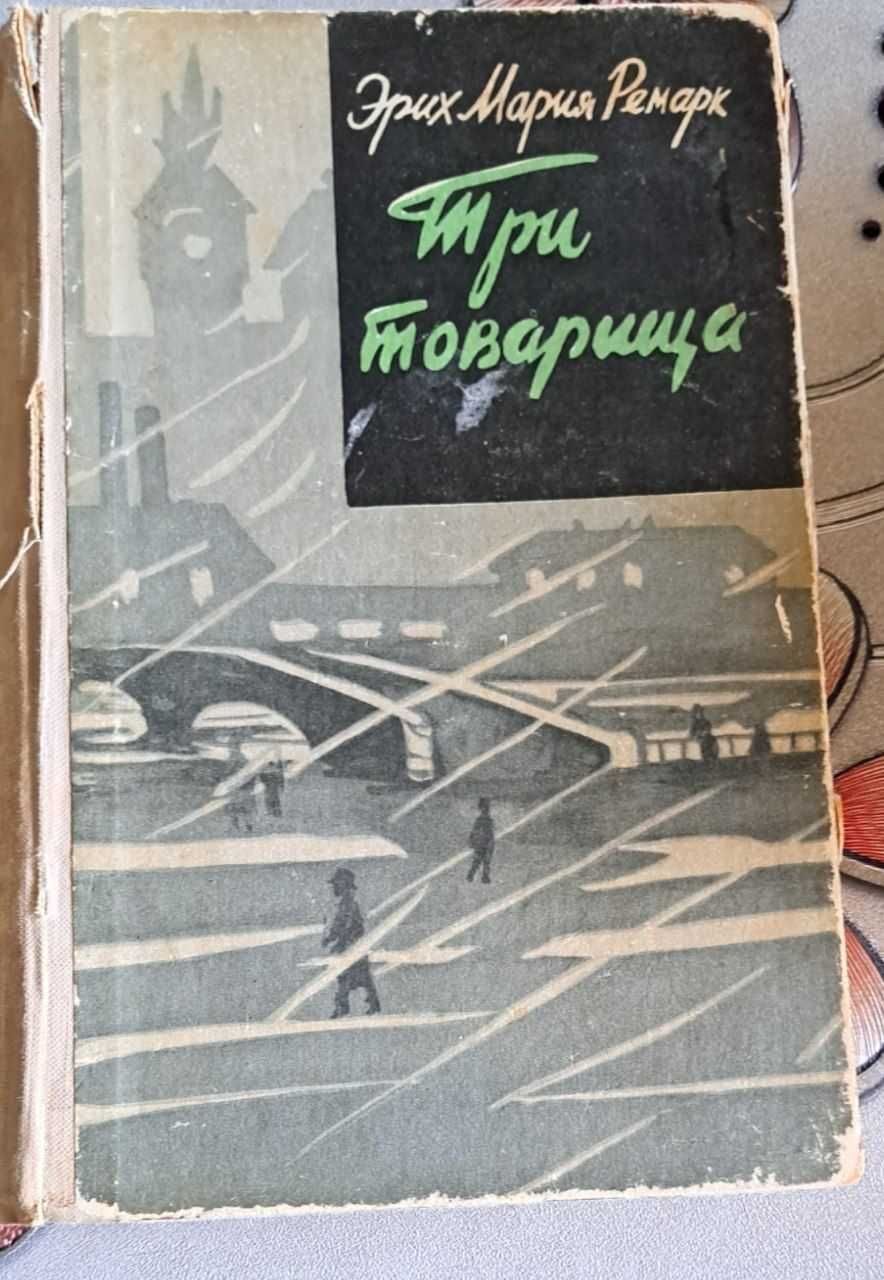 Эрих Мария Ремарк
Три
товарища